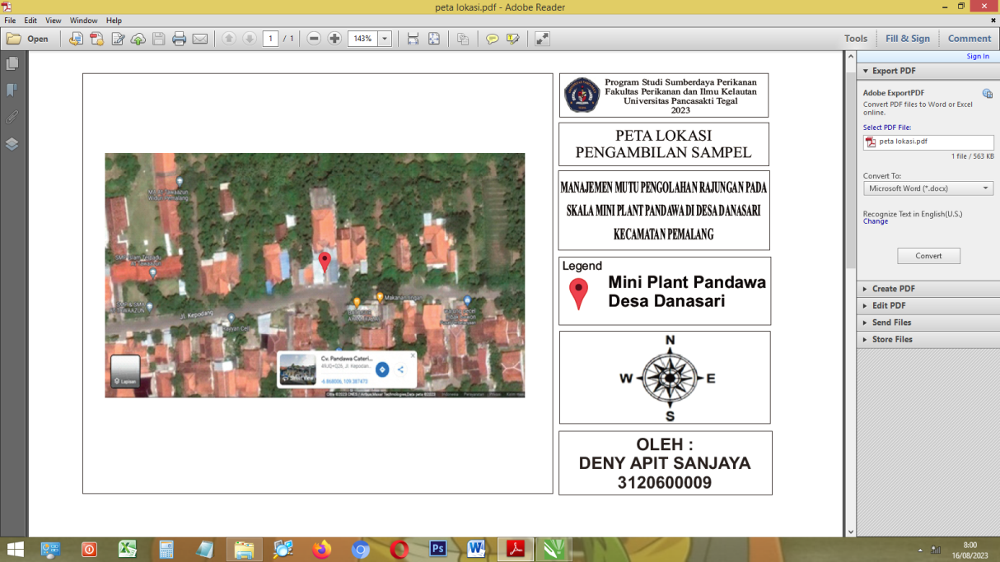 peta lokasi.pdf - Adobe Reader
File Edit View Window Help
Open
1 / 1
143%
Tools Fill & Sign Comment
Sign In
Export PDF
Adobe ExportPDF
Convert PDF files to Word or Excel
online.
Select PDF File:
peta lokasi.pdf
1 file / 563 KB
Convert To:
Microsoft Word (*.docx)
Recognize Text in English(U.S.)
Change
Convert
Create PDF
Edit PDF
Send Files
Store Files
Program Studi Sumberdaya Perikanan
Fakultas Perikanan dan Ilmu Kelautan
Universitas Pancasakti Tegal
2023
PETA LOKASI
PENGAMBILAN SAMPEL
MANAJEMEN MUTU PENGOLAHAN RAJUNGAN PADA
SKALA MINI PLANT PANDAWA DI DESA DANASARI
KECAMATAN PEMALANG
Legend
Mini Plant Pandawa
Desa Danasari
N
W E
S
OLEH :
DENY APIT SANJAYA
3120600009
Makanan ringan
Jl. Kepodang
Cv. Pandawa Cateri...
Jl. Kepodan...
-6.868006, 109.387473
Lapisan
Ps
8:00
16/08/2023